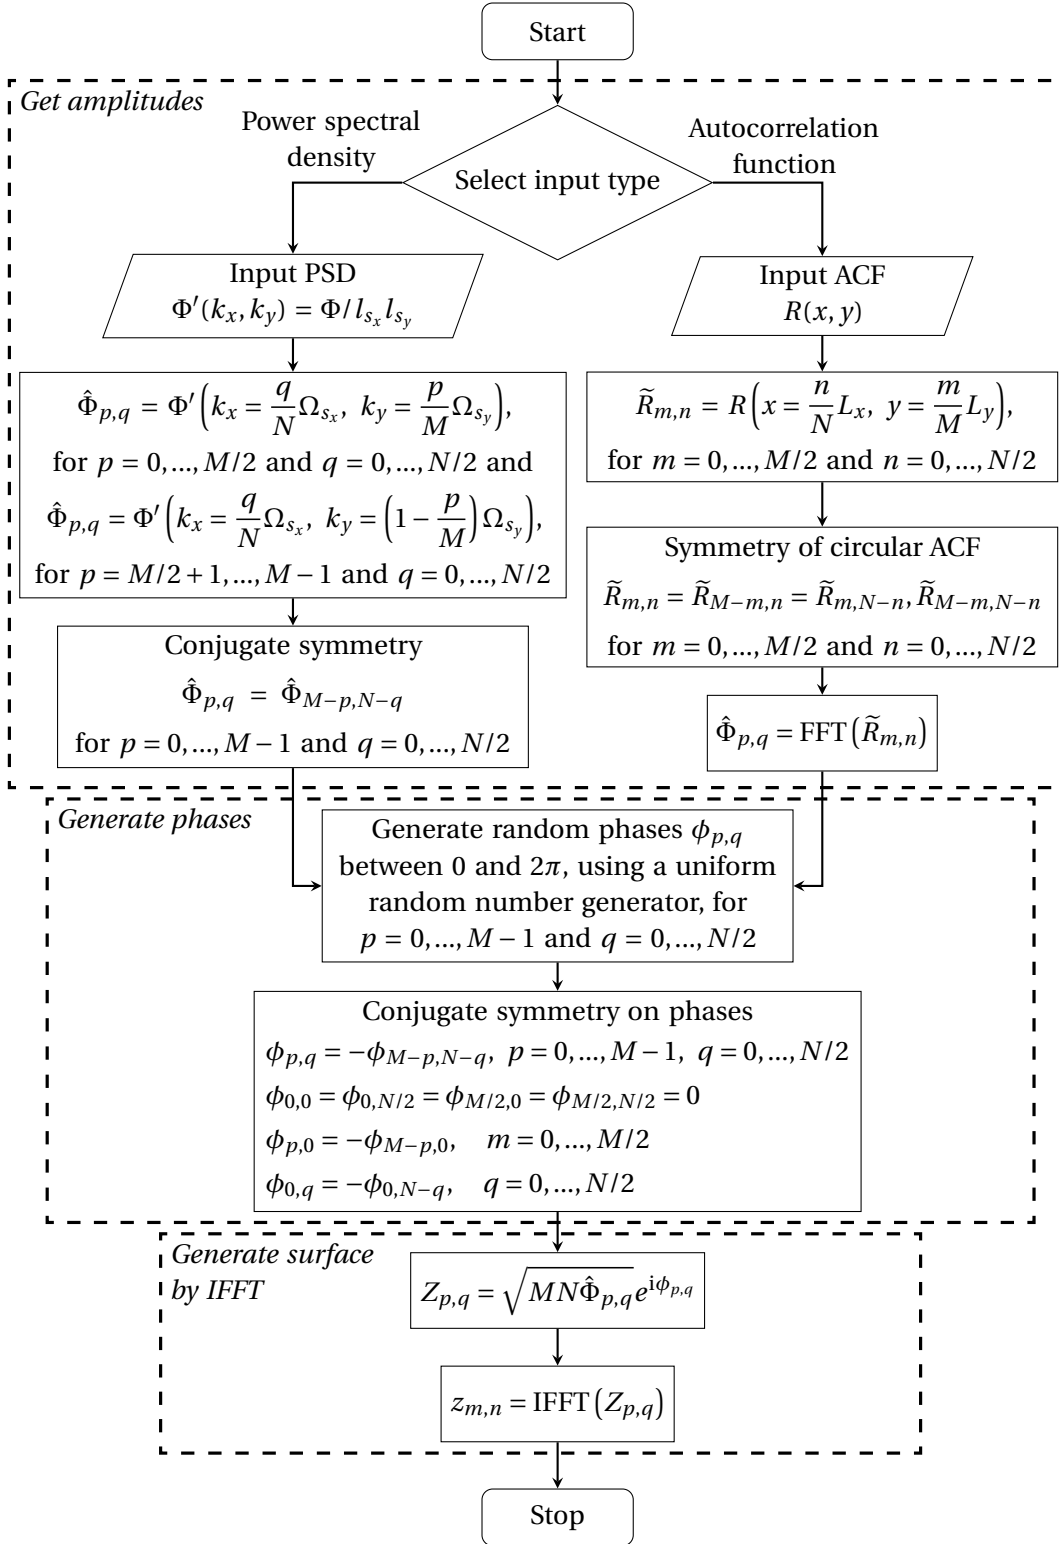 Start
Get amplitudes
Power spectral
density
Autocorrelation
function
Select input type
Input PSD
Φ′(k_x, k_y) = Φ/l_{s_x} l_{s_y}
Input ACF
R(x, y)
Φ̂_{p,q} = Φ′(k_x = q/N Ω_{s_x}, k_y = p/M Ω_{s_y}),
for p = 0,...,M/2 and q = 0,...,N/2 and
Φ̂_{p,q} = Φ′(k_x = q/N Ω_{s_x}, k_y = (1 − p/M) Ω_{s_y}),
for p = M/2+1,...,M−1 and q = 0,...,N/2
R̃_{m,n} = R(x = n/N L_x, y = m/M L_y),
for m = 0,...,M/2 and n = 0,...,N/2
Symmetry of circular ACF
R̃_{m,n} = R̃_{M−m,n} = R̃_{m,N−n}, R̃_{M−m,N−n}
for m = 0,...,M/2 and n = 0,...,N/2
Conjugate symmetry
Φ̂_{p,q} = Φ̂_{M−p,N−q}
for p = 0,...,M−1 and q = 0,...,N/2
Φ̂_{p,q} = FFT(R̃_{m,n})
Generate phases
Generate random phases ϕ_{p,q}
between 0 and 2π, using a uniform
random number generator, for
p = 0,...,M−1 and q = 0,...,N/2
Conjugate symmetry on phases
ϕ_{p,q} = −ϕ_{M−p,N−q}, p = 0,...,M−1, q = 0,...,N/2
ϕ_{0,0} = ϕ_{0,N/2} = ϕ_{M/2,0} = ϕ_{M/2,N/2} = 0
ϕ_{p,0} = −ϕ_{M−p,0}, m = 0,...,M/2
ϕ_{0,q} = −ϕ_{0,N−q}, q = 0,...,N/2
Generate surface
by IFFT
Z_{p,q} = √(MNΦ̂_{p,q}) e^{iϕ_{p,q}}
z_{m,n} = IFFT(Z_{p,q})
Stop